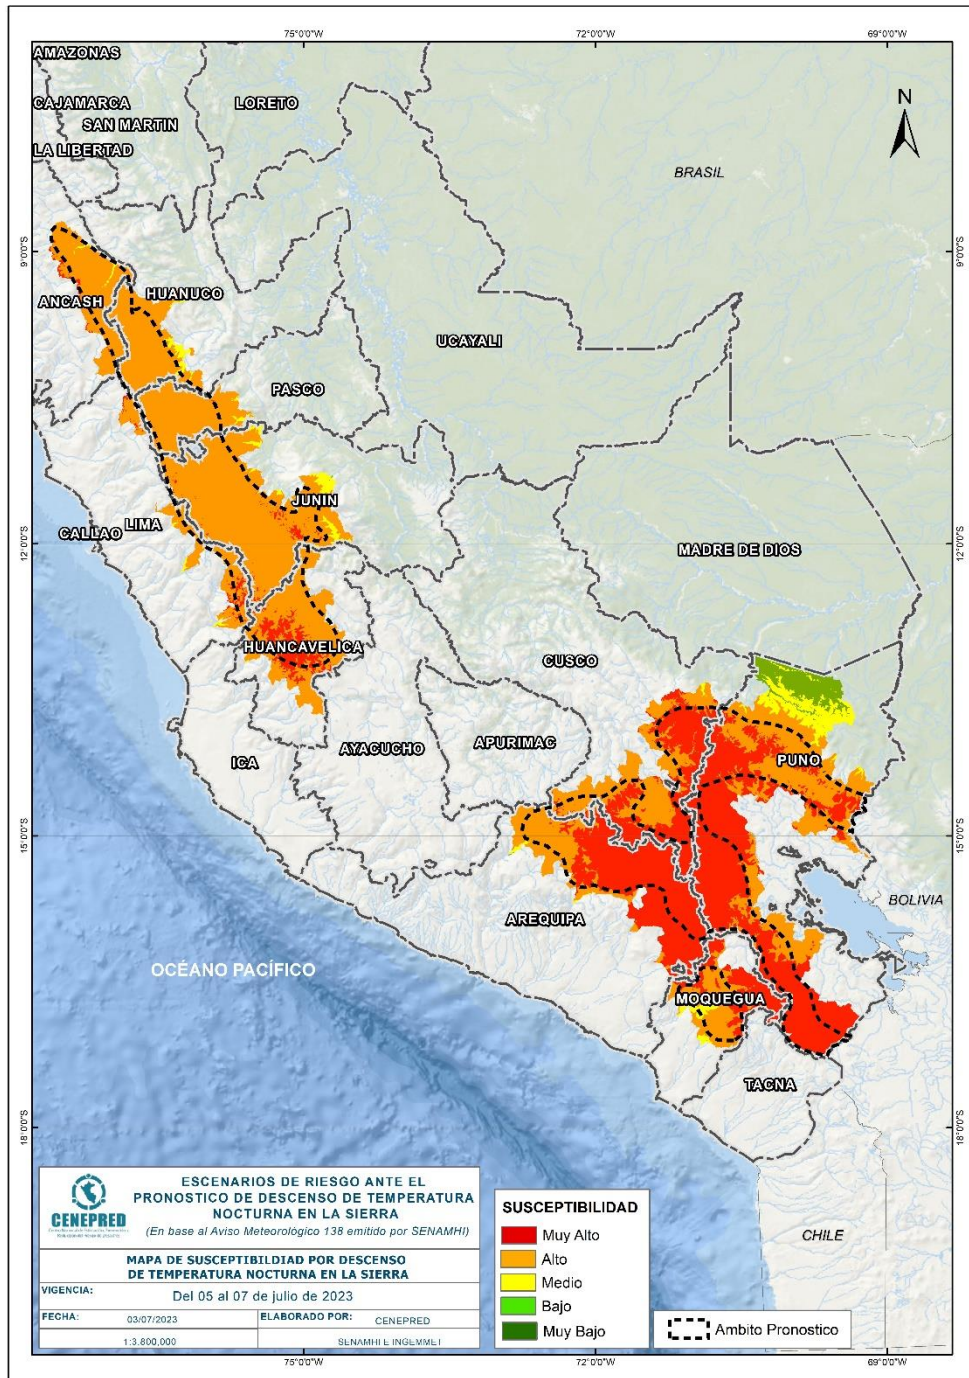 75°0'0"W
72°0'0"W
69°0'0"W
AMAZONAS
CAJAMARCA
LORETO
SAN MARTIN
LA LIBERTAD
N
BRASIL
9°0'0"S
9°0'0"S
ANCASH
HUANUCO
UCAYALI
PASCO
JUNIN
LIMA
CALLAO
12°0'0"S
12°0'0"S
MADRE DE DIOS
HUANCAVELICA
CUSCO
ICA
AYACUCHO
APURIMAC
PUNO
15°0'0"S
15°0'0"S
BOLIVIA
AREQUIPA
OCÉANO PACÍFICO
MOQUEGUA
TACNA
18°0'0"S
18°0'0"S
CHILE
CENEPRED
ESCENARIOS DE RIESGO ANTE EL
PRONOSTICO DE DESCENSO DE TEMPERATURA
NOCTURNA EN LA SIERRA
(En base al Aviso Meteorológico 138 emitido por SENAMHI)
MAPA DE SUSCEPTIBILDIAD POR DESCENSO
DE TEMPERATURA NOCTURNA EN LA SIERRA
VIGENCIA:
Del 05 al 07 de julio de 2023
FECHA:
03/07/2023
ELABORADO POR:
CENEPRED
1:3.800,000
SENAMHI E INGEMMET
SUSCEPTIBILIDAD
Muy Alto
Alto
Medio
Bajo
Muy Bajo
Ambito Pronostico
75°0'0"W
72°0'0"W
69°0'0"W